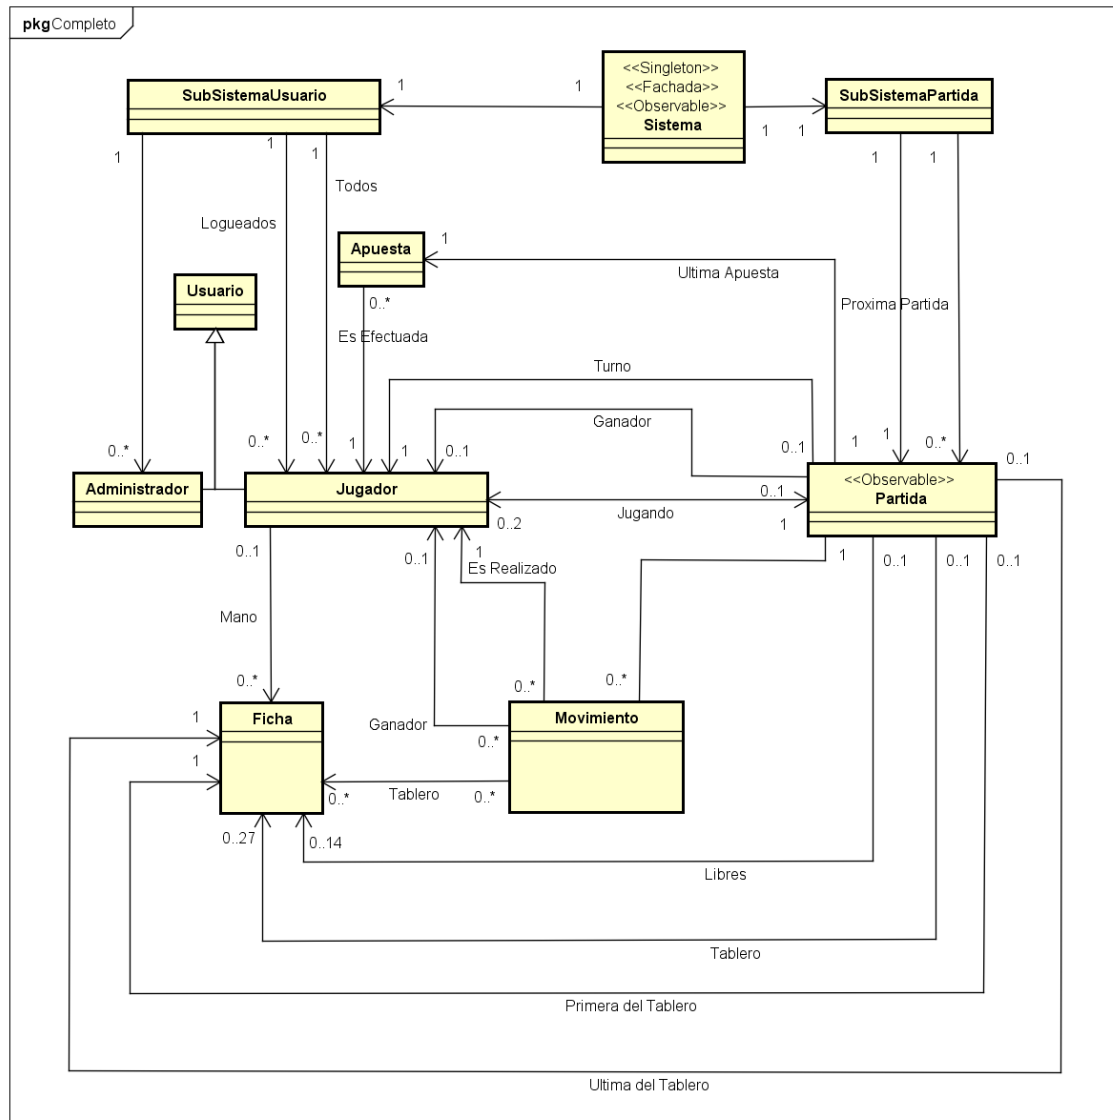 pkg Completo
<<Singleton>>
<<Fachada>>
<<Observable>>
Sistema
SubSistemaUsuario
SubSistemaPartida
1
1
1
1
1
1
1
1
1
Todos
Logueados
Apuesta
1
Ultima Apuesta
Usuario
0..*
Proxima Partida
Es Efectuada
Turno
Ganador
0..*
0..*
0..*
1
1
0..1
0..1
1
1
0..*
0..1
Administrador
Jugador
<<Observable>>
Partida
0..1
Jugando
0..2
1
0..1
0..1
1
Es Realizado
1
0..1
0..1
0..1
Mano
0..*
0..*
0..*
1
Ficha
Ganador
Movimiento
0..*
1
Tablero
0..*
0..*
0..27
0..14
Libres
Tablero
Primera del Tablero
Ultima del Tablero